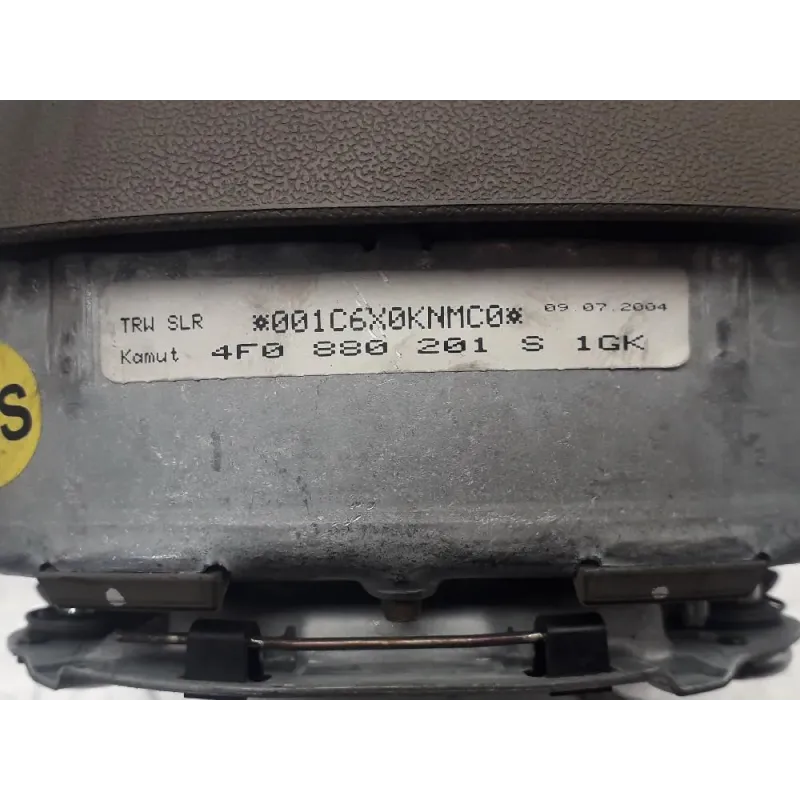 TRW SLR *001C6X0KNMC0* 09.07.2004
Kamut 4F0 880 201 S 1GK
S